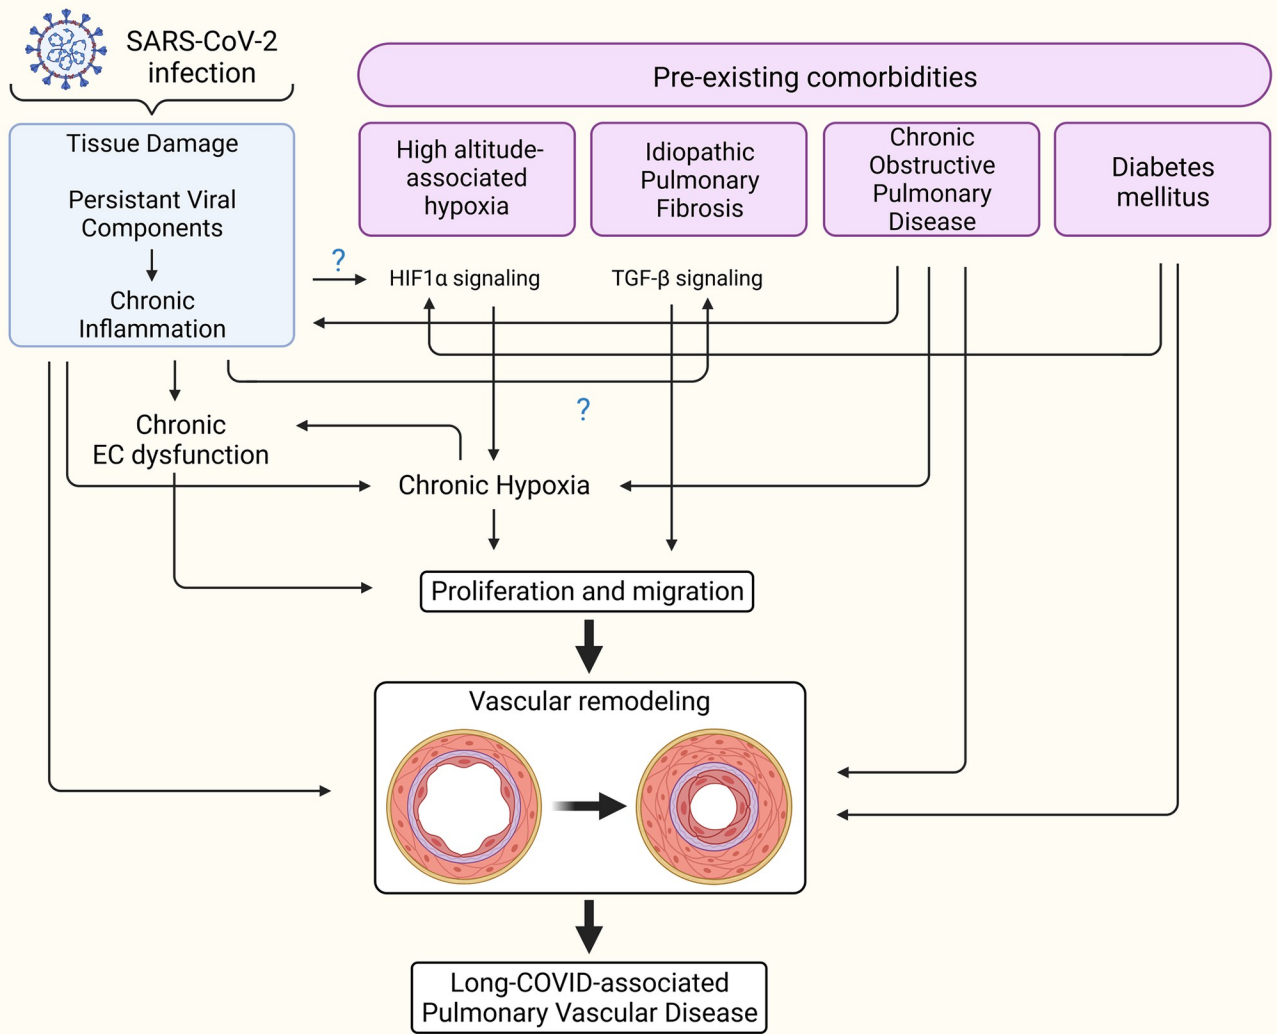 SARS-CoV-2
infection
Pre-existing comorbidities
Tissue Damage
Persistant Viral
Components
Chronic
Inflammation
High altitude-
associated
hypoxia
Idiopathic
Pulmonary
Fibrosis
Chronic
Obstructive
Pulmonary
Disease
Diabetes
mellitus
?
HIF1α signaling
TGF-β signaling
?
Chronic
EC dysfunction
Chronic Hypoxia
Proliferation and migration
Vascular remodeling
Long-COVID-associated
Pulmonary Vascular Disease